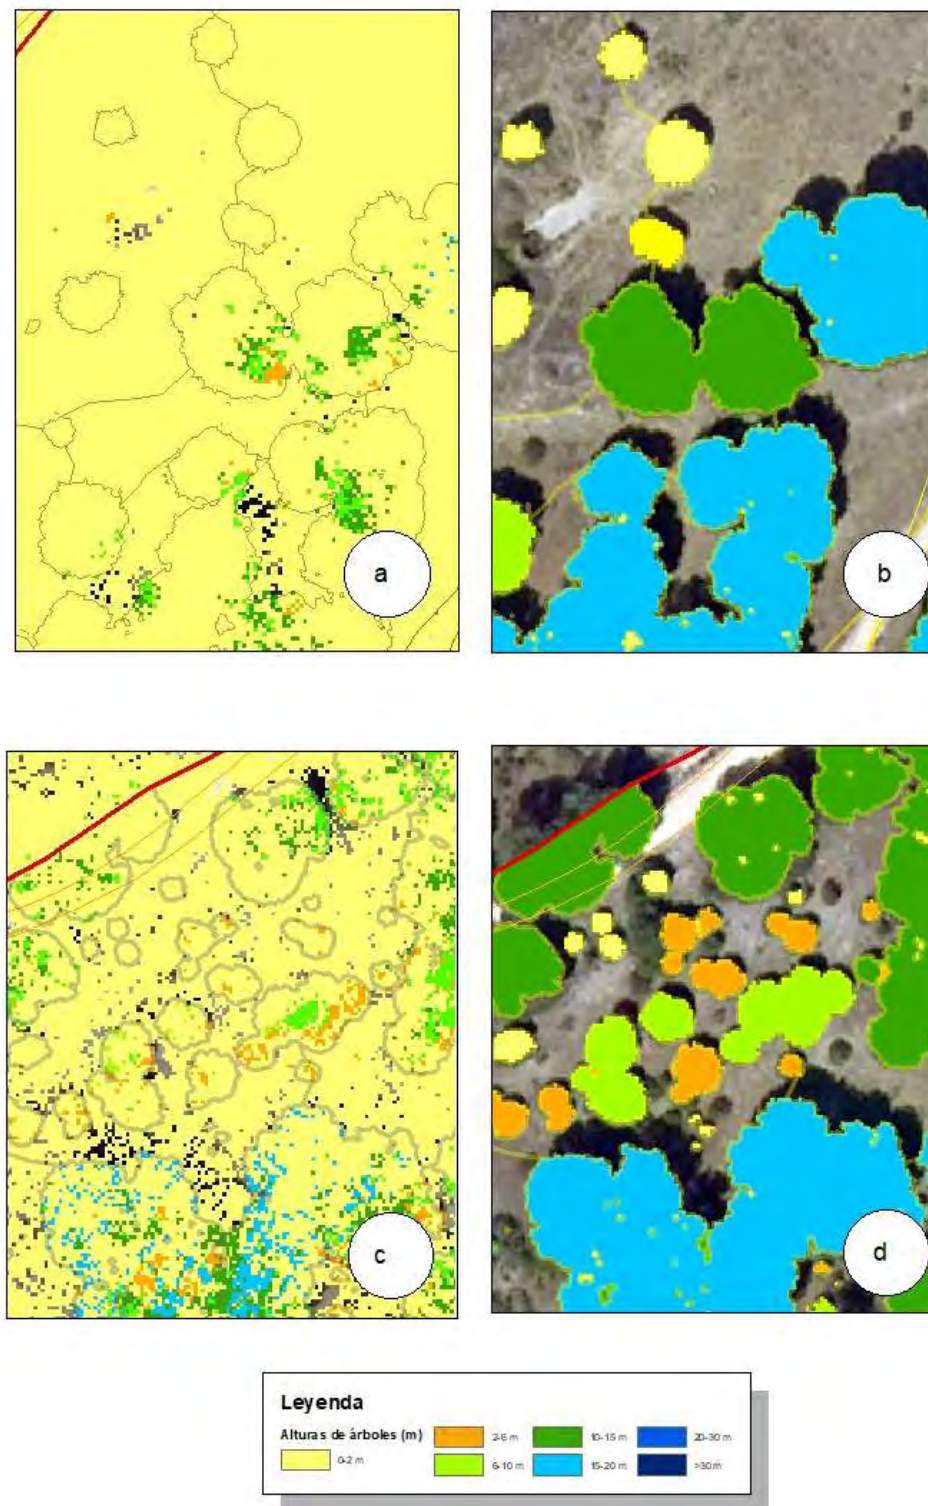 a
b
c
d
Leyenda
Alturas de árboles (m)
0-2 m
2-6 m
6-10 m
10-15 m
15-20 m
20-30 m
>30 m